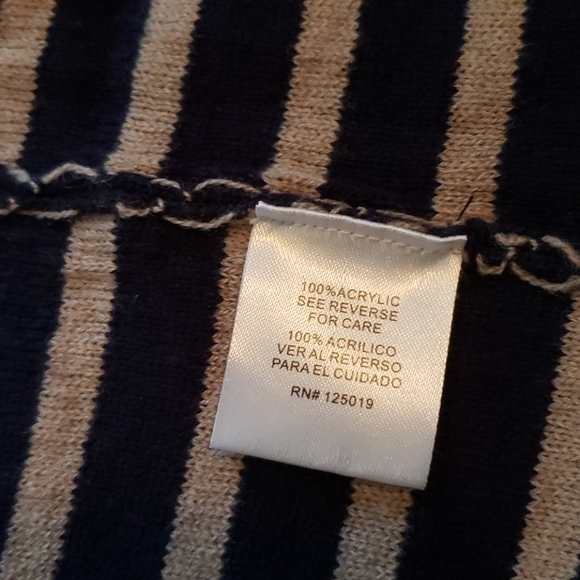 100%ACRYLIC
SEE REVERSE
FOR CARE
100% ACRILICO
VER AL REVERSO
PARA EL CUIDADO
RN# 125019